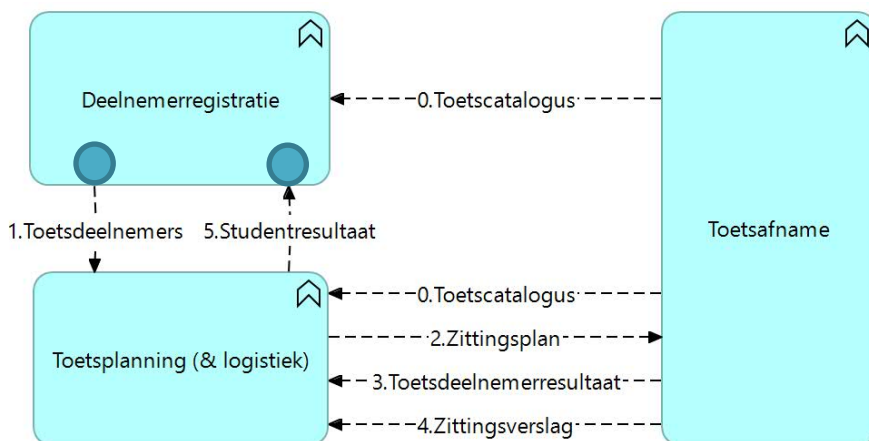 Deelnemerregistratie
0.Toetscatalogus
1.Toetsdeelnemers
5.Studentresultaat
Toetsafname
0.Toetscatalogus
2.Zittingsplan
Toetsplanning (& logistiek)
3.Toetsdeelnemerresultaat
4.Zittingsverslag